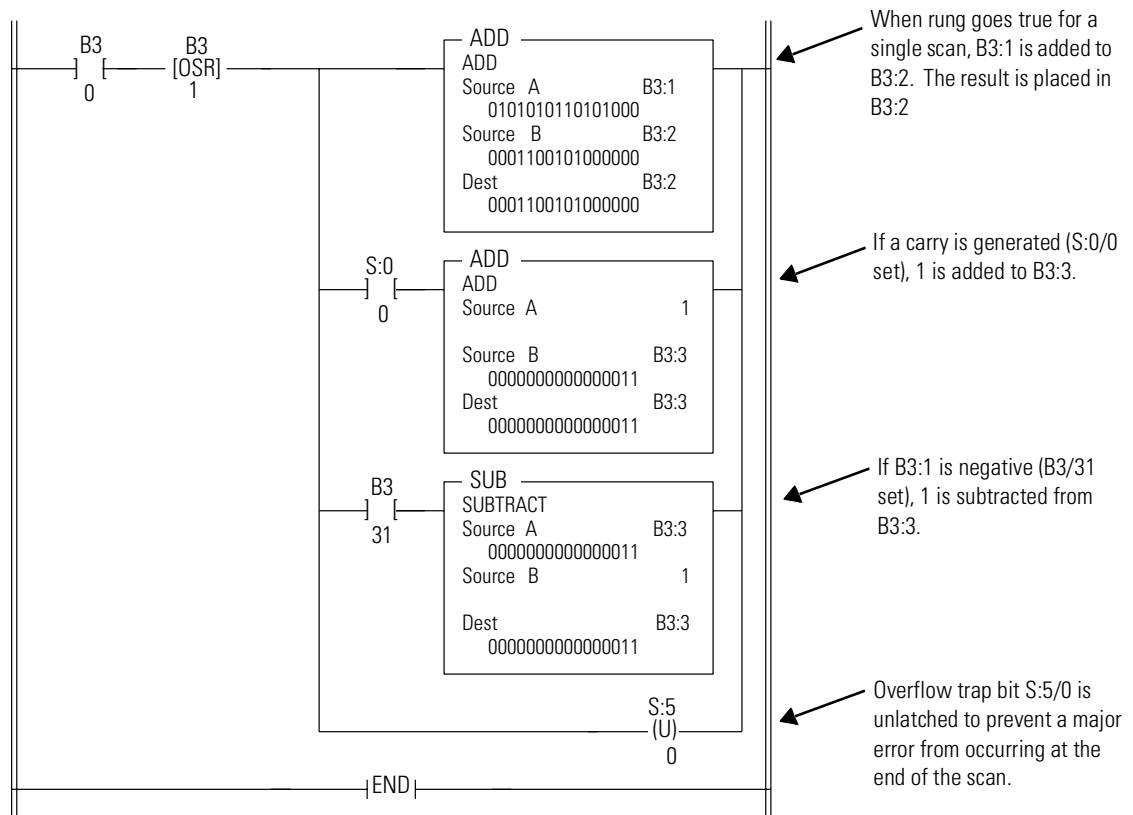 B3
] [
0
B3
[OSR]
1
ADD
ADD
Source A B3:1
0101010110101000
Source B B3:2
0001100101000000
Dest B3:2
0001100101000000
When rung goes true for a
single scan, B3:1 is added to
B3:2. The result is placed in
B3:2
S:0
] [
0
ADD
ADD
Source A 1
Source B B3:3
0000000000000011
Dest B3:3
0000000000000011
If a carry is generated (S:0/0
set), 1 is added to B3:3.
B3
] [
31
SUB
SUBTRACT
Source A B3:3
0000000000000011
Source B 1
Dest B3:3
0000000000000011
If B3:1 is negative (B3/31
set), 1 is subtracted from
B3:3.
S:5
(U)
0
Overflow trap bit S:5/0 is
unlatched to prevent a major
error from occurring at the
end of the scan.
END